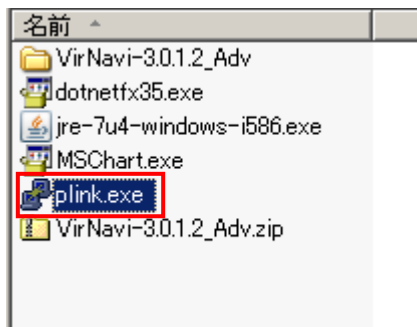 名前
VirNavi-3.0.1.2_Adv
dotnetfx35.exe
jre-7u4-windows-i586.exe
MSChart.exe
plink.exe
VirNavi-3.0.1.2_Adv.zip